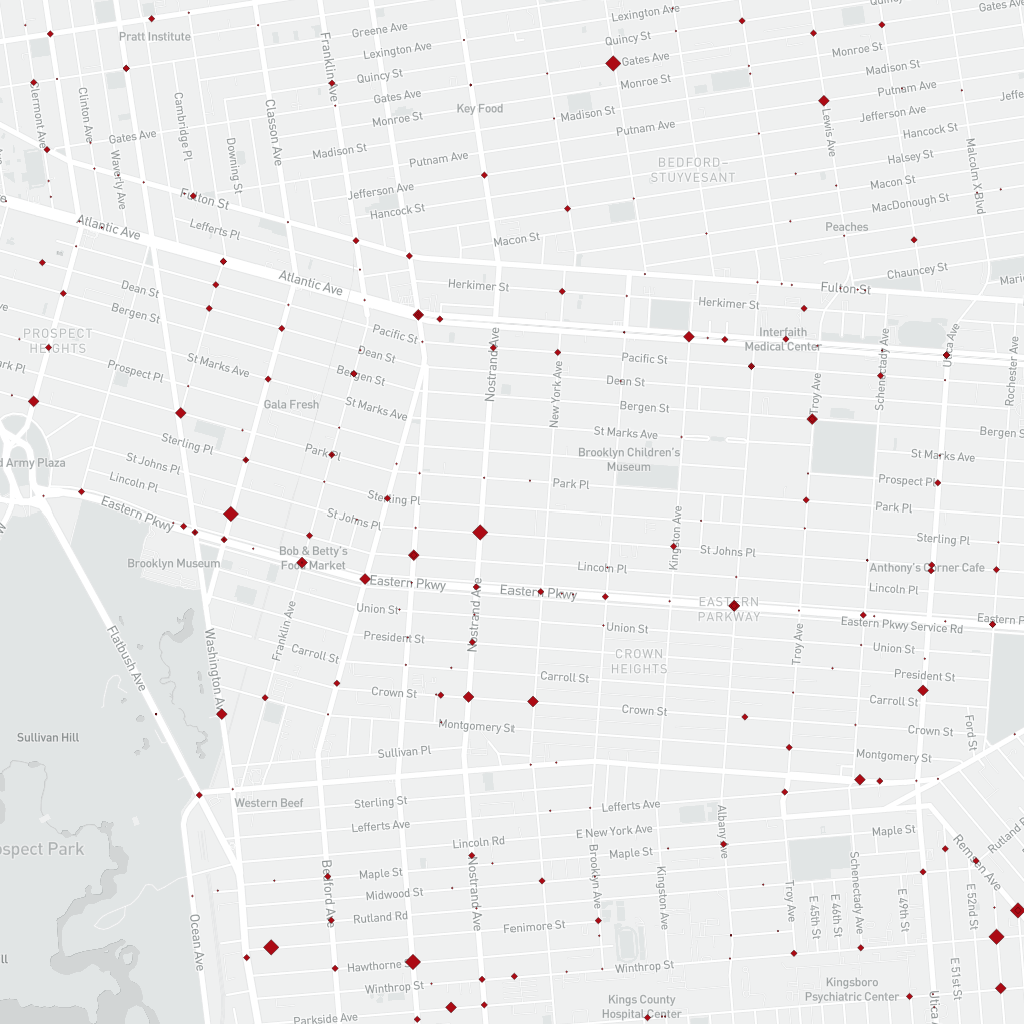 Greene Ave
Lexington Ave
Quincy St
Gates Ave
Monroe St
Pratt Institute
Franklin Ave
Lexington Ave
Quincy St
Gates Ave
Monroe St
Madison St
Putnam Ave
Jefferson Ave
Hancock St
Macon St
Key Food
Clermont Ave
Clinton Ave
Waverly Ave
Cambridge Pl
Downing St
Classon Ave
Gates Ave
Fulton St
Lefferts Pl
Atlantic Ave
Atlantic Ave
Quincy St
Gates Ave
Monroe St
Madison St
Putnam Ave
BEDFORD–
STUYVESANT
Monroe St
Madison St
Putnam Ave
Jefferson Ave
Hancock St
Halsey St
Macon St
MacDonough St
Peaches
Chauncey St
Fulton St
Lewis Ave
Malcolm X Blvd
Herkimer St
Herkimer St
Interfaith
Medical Center
Utica Ave
Rochester Ave
Schenectady Ave
Troy Ave
Dean St
Bergen St
PROSPECT
HEIGHTS
Prospect Pl
St Marks Ave
Gala Fresh
Pacific St
Dean St
Bergen St
St Marks Ave
Park Pl
Sterling Pl
St Johns Pl
Sterling Pl
St Johns Pl
Lincoln Pl
Eastern Pkwy
Nostrand Ave
New York Ave
Pacific St
Dean St
Bergen St
St Marks Ave
Brooklyn Children's
Museum
Park Pl
Kingston Ave
St Johns Pl
Lincoln Pl
St Marks Ave
Prospect Pl
Park Pl
Sterling Pl
Anthony's Corner Cafe
Lincoln Pl
Brooklyn Museum
Bob & Betty's
Food Market
Eastern Pkwy
Eastern Pkwy
EASTERN
PARKWAY
Eastern Pkwy Service Rd
Union St
President St
Carroll St
Crown St
Union St
President St
Carroll St
Crown St
Montgomery St
Sullivan Pl
Nostrand Ave
Franklin Ave
Washington Ave
Flatbush Ave
Union St
CROWN
HEIGHTS
Carroll St
Crown St
Montgomery St
Troy Ave
Ford St
Sullivan Hill
Western Beef
Sterling St
Lefferts Ave
Lincoln Rd
Maple St
Midwood St
Rutland Rd
Hawthorne St
Winthrop St
Parkside Ave
Bedford Ave
Nostrand Ave
Ocean Ave
Lefferts Ave
E New York Ave
Maple St
Brooklyn Ave
Kingston Ave
Albany Ave
Troy Ave
Fenimore St
Winthrop St
Kings County
Hospital Center
Maple St
Remsen Ave
E 45th St
E 46th St
Schenectady Ave
E 49th St
E 52nd St
E 51st St
Kingsboro
Psychiatric Center